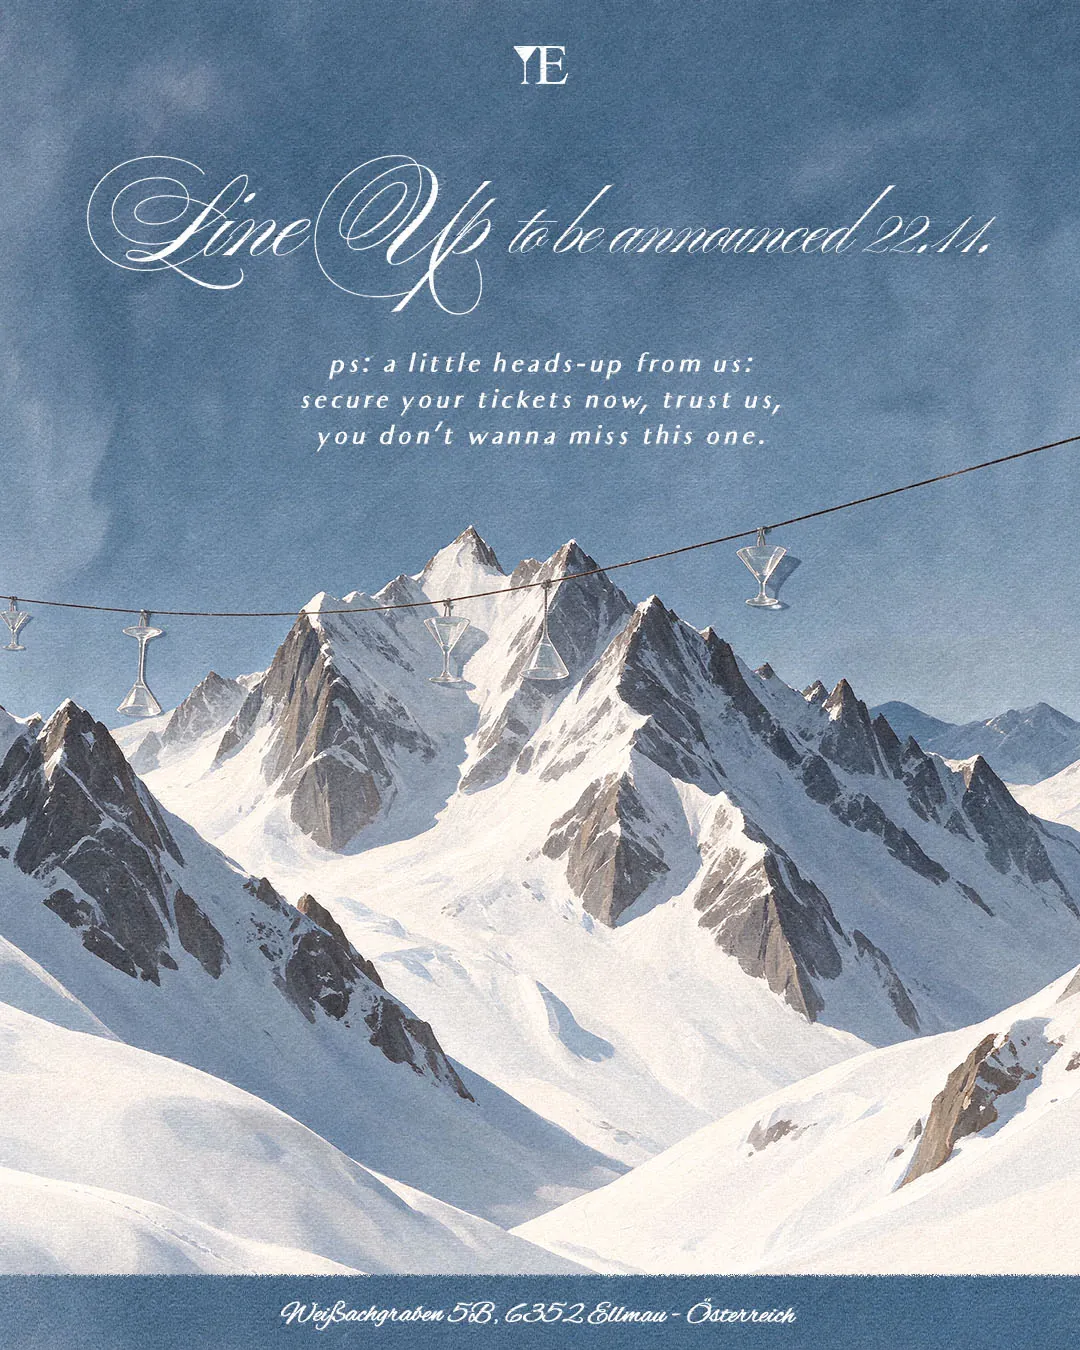 YE
Line Up to be announced 22.11.
ps: a little heads-up from us:
secure your tickets now, trust us,
you don't wanna miss this one.
Weißachgraben 5B, 6352 Ellmau - Österreich